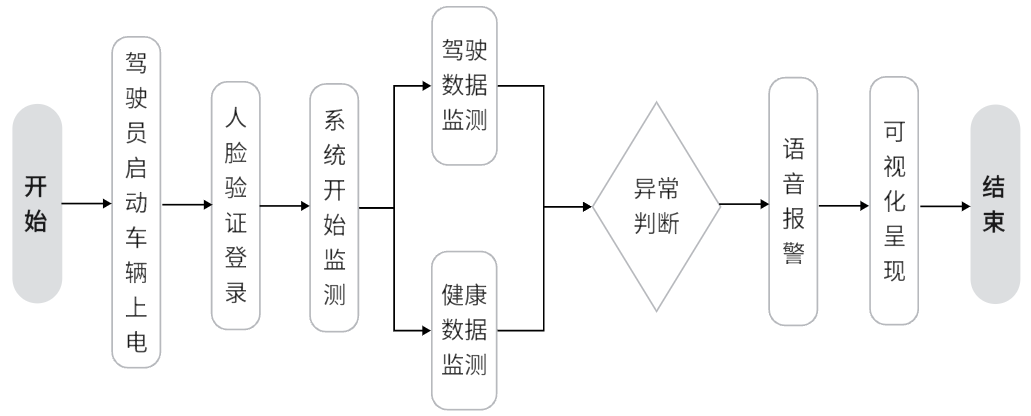 开始
驾驶员启动车辆上电
人脸验证登录
系统开始监测
驾驶
数据
监测
健康
数据
监测
异常
判断
语音报警
可视化呈现
结束